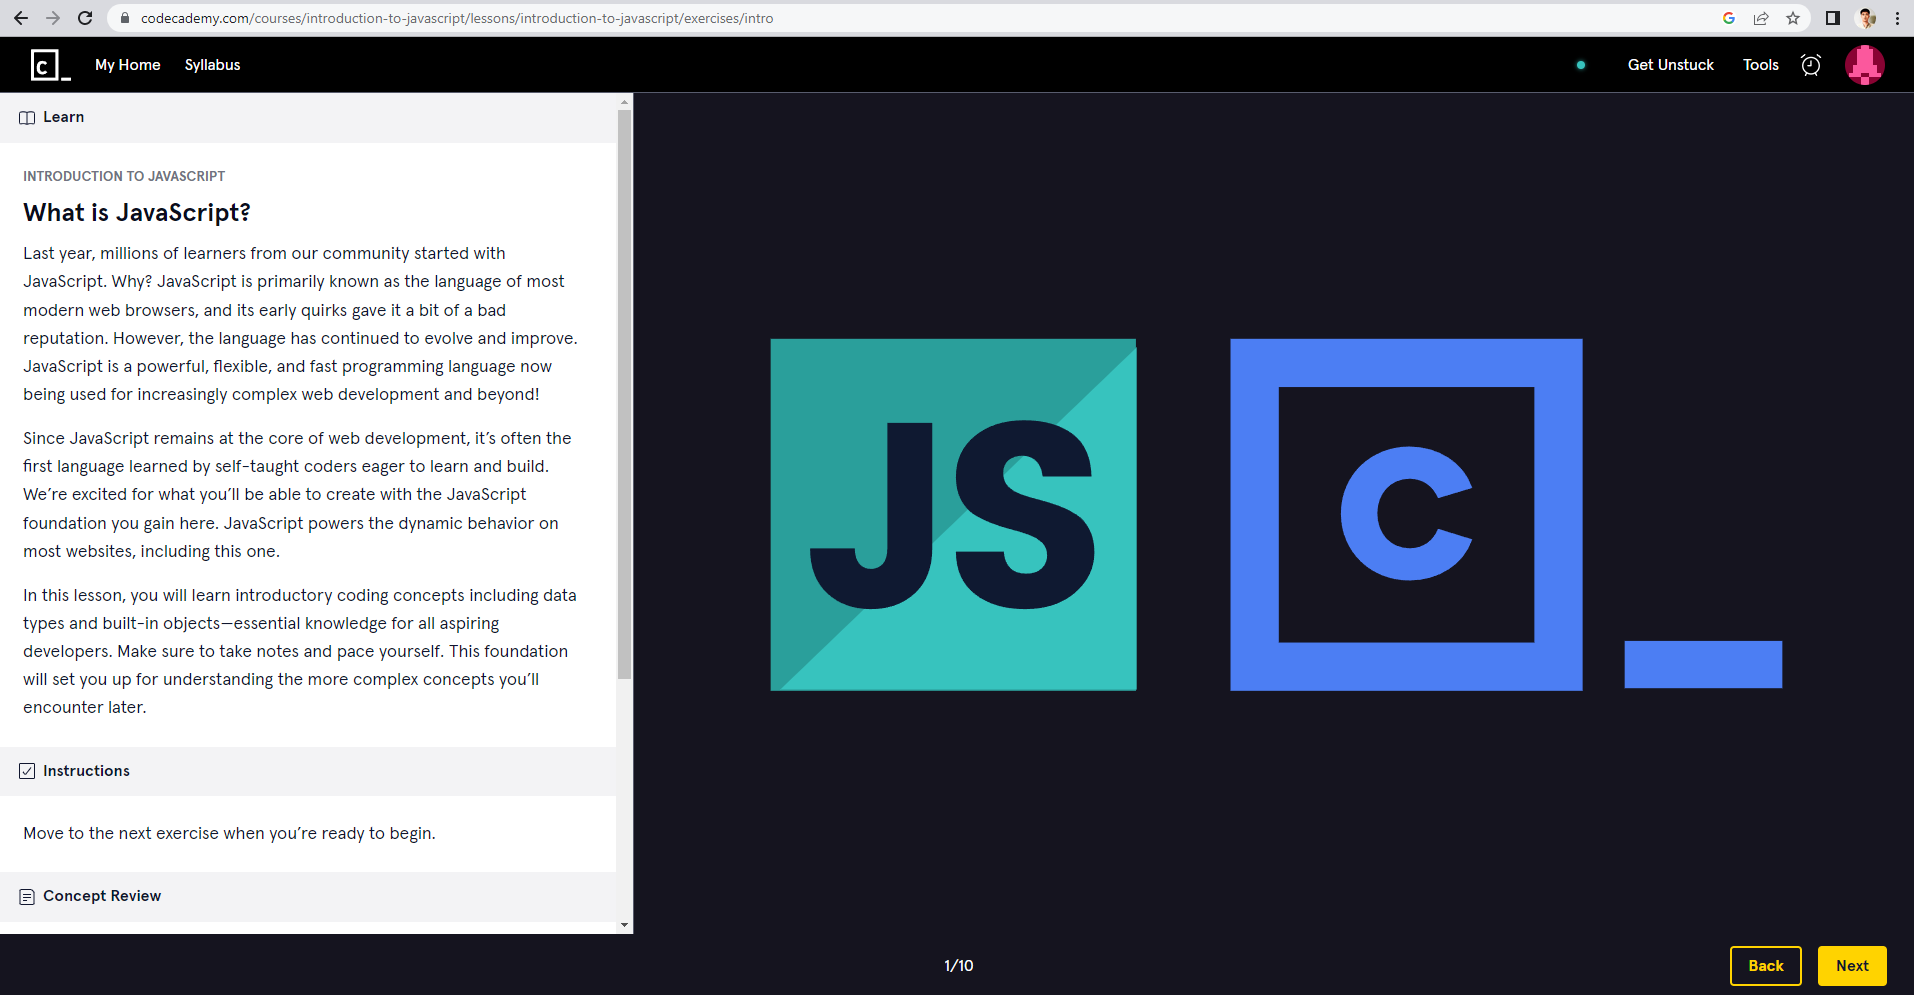 codecademy.com/courses/introduction-to-javascript/lessons/introduction-to-javascript/exercises/intro
c_
My Home
Syllabus
Get Unstuck
Tools
Learn
INTRODUCTION TO JAVASCRIPT
What is JavaScript?
Last year, millions of learners from our community started with
JavaScript. Why? JavaScript is primarily known as the language of most
modern web browsers, and its early quirks gave it a bit of a bad
reputation. However, the language has continued to evolve and improve.
JavaScript is a powerful, flexible, and fast programming language now
being used for increasingly complex web development and beyond!
Since JavaScript remains at the core of web development, it’s often the
first language learned by self-taught coders eager to learn and build.
We’re excited for what you’ll be able to create with the JavaScript
foundation you gain here. JavaScript powers the dynamic behavior on
most websites, including this one.
In this lesson, you will learn introductory coding concepts including data
types and built-in objects—essential knowledge for all aspiring
developers. Make sure to take notes and pace yourself. This foundation
will set you up for understanding the more complex concepts you’ll
encounter later.
Instructions
Move to the next exercise when you’re ready to begin.
Concept Review
JS
C_
1/10
Back
Next